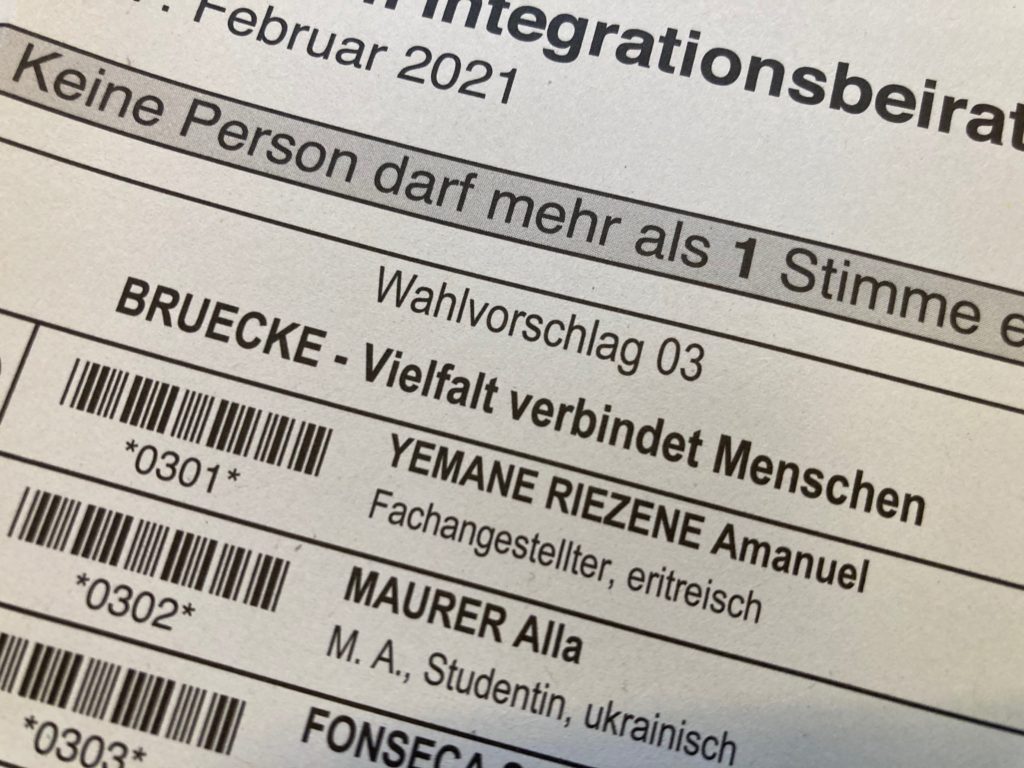 Integrationsbeirat
. Februar 2021
Keine Person darf mehr als 1 Stimme
Wahlvorschlag 03
BRUECKE - Vielfalt verbindet Menschen
*0301*
YEMANE RIEZENE Amanuel
Fachangestellter, eritreisch
*0302*
MAURER Alla
M. A., Studentin, ukrainisch
*0303*
FONSECA